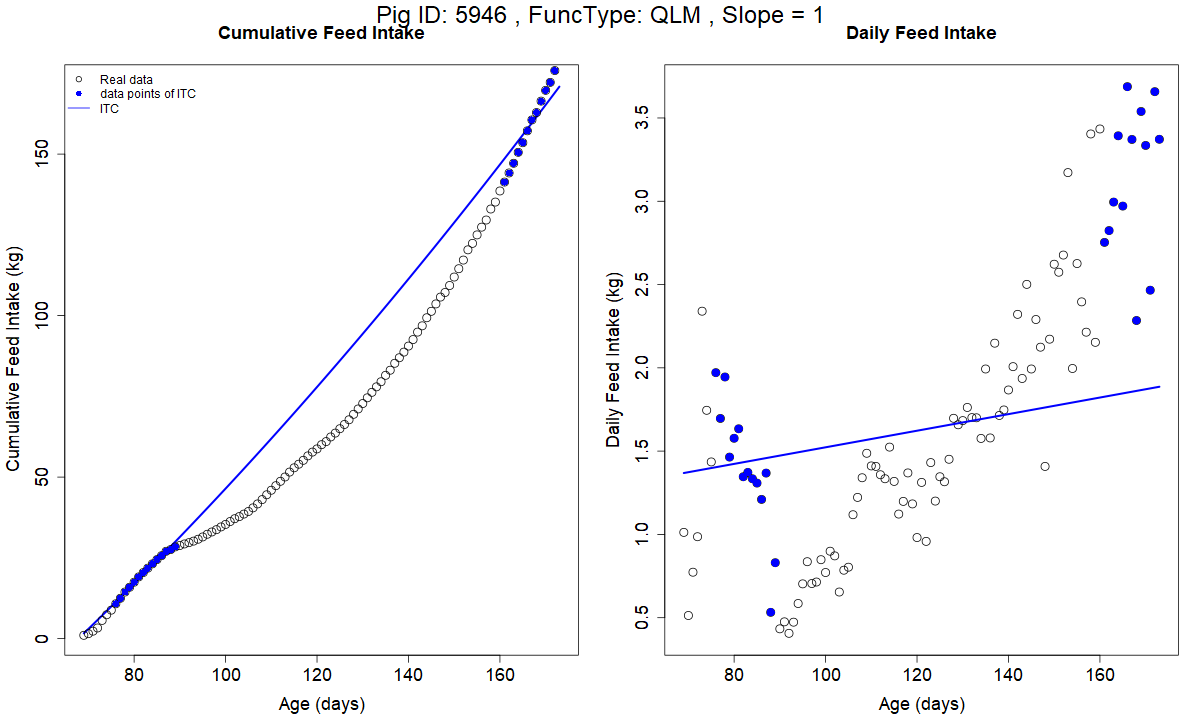 Pig ID: 5946 , FuncType: QLM , Slope = 1
Cumulative Feed Intake
Daily Feed Intake
Real data
data points of ITC
ITC
Cumulative Feed Intake (kg)
0
50
100
150
80
100
120
140
160
Age (days)
Daily Feed Intake (kg)
0.5
1.0
1.5
2.0
2.5
3.0
3.5
80
100
120
140
160
Age (days)